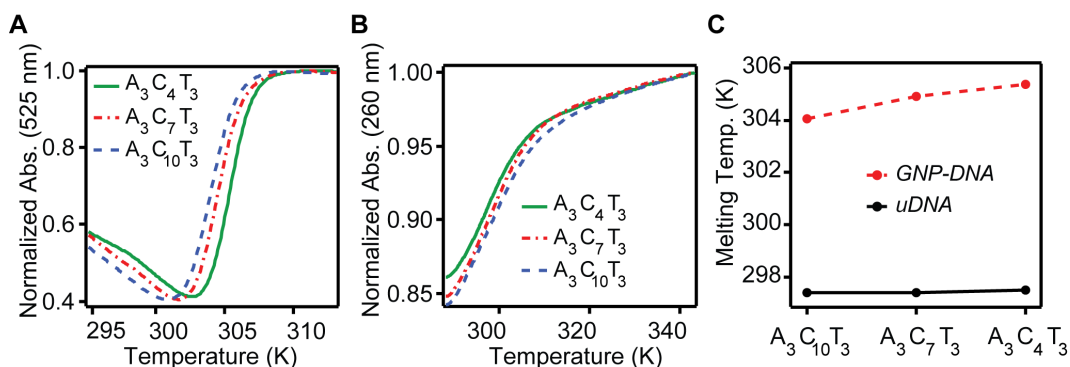 A
Normalized Abs. (525 nm)
1.0
0.8
0.6
0.4
A3C4T3
A3C7T3
A3C10T3
295
300
305
310
Temperature (K)
B
Normalized Abs. (260 nm)
1.00
0.95
0.90
0.85
A3C4T3
A3C7T3
A3C10T3
300
320
340
Temperature (K)
C
Melting Temp. (K)
306
304
302
300
298
GNP-DNA
uDNA
A3C10T3
A3C7T3
A3C4T3